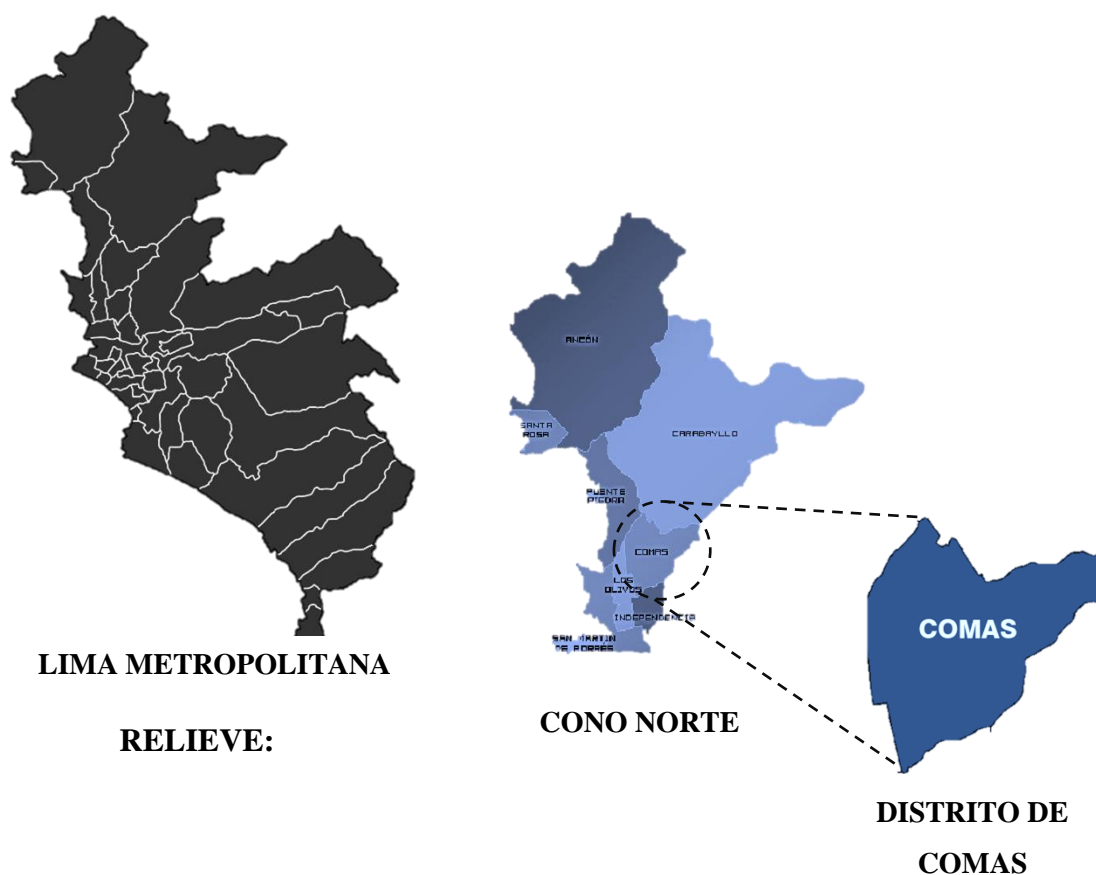 ANCÓN
SANTA
ROSA
CARABAYLLO
PUENTE
PIEDRA
COMAS
LOS
OLIVOS
INDEPENDENCIA
SAN MARTIN
DE PORRES
COMAS
LIMA METROPOLITANA
RELIEVE:
CONO NORTE
DISTRITO DE
COMAS